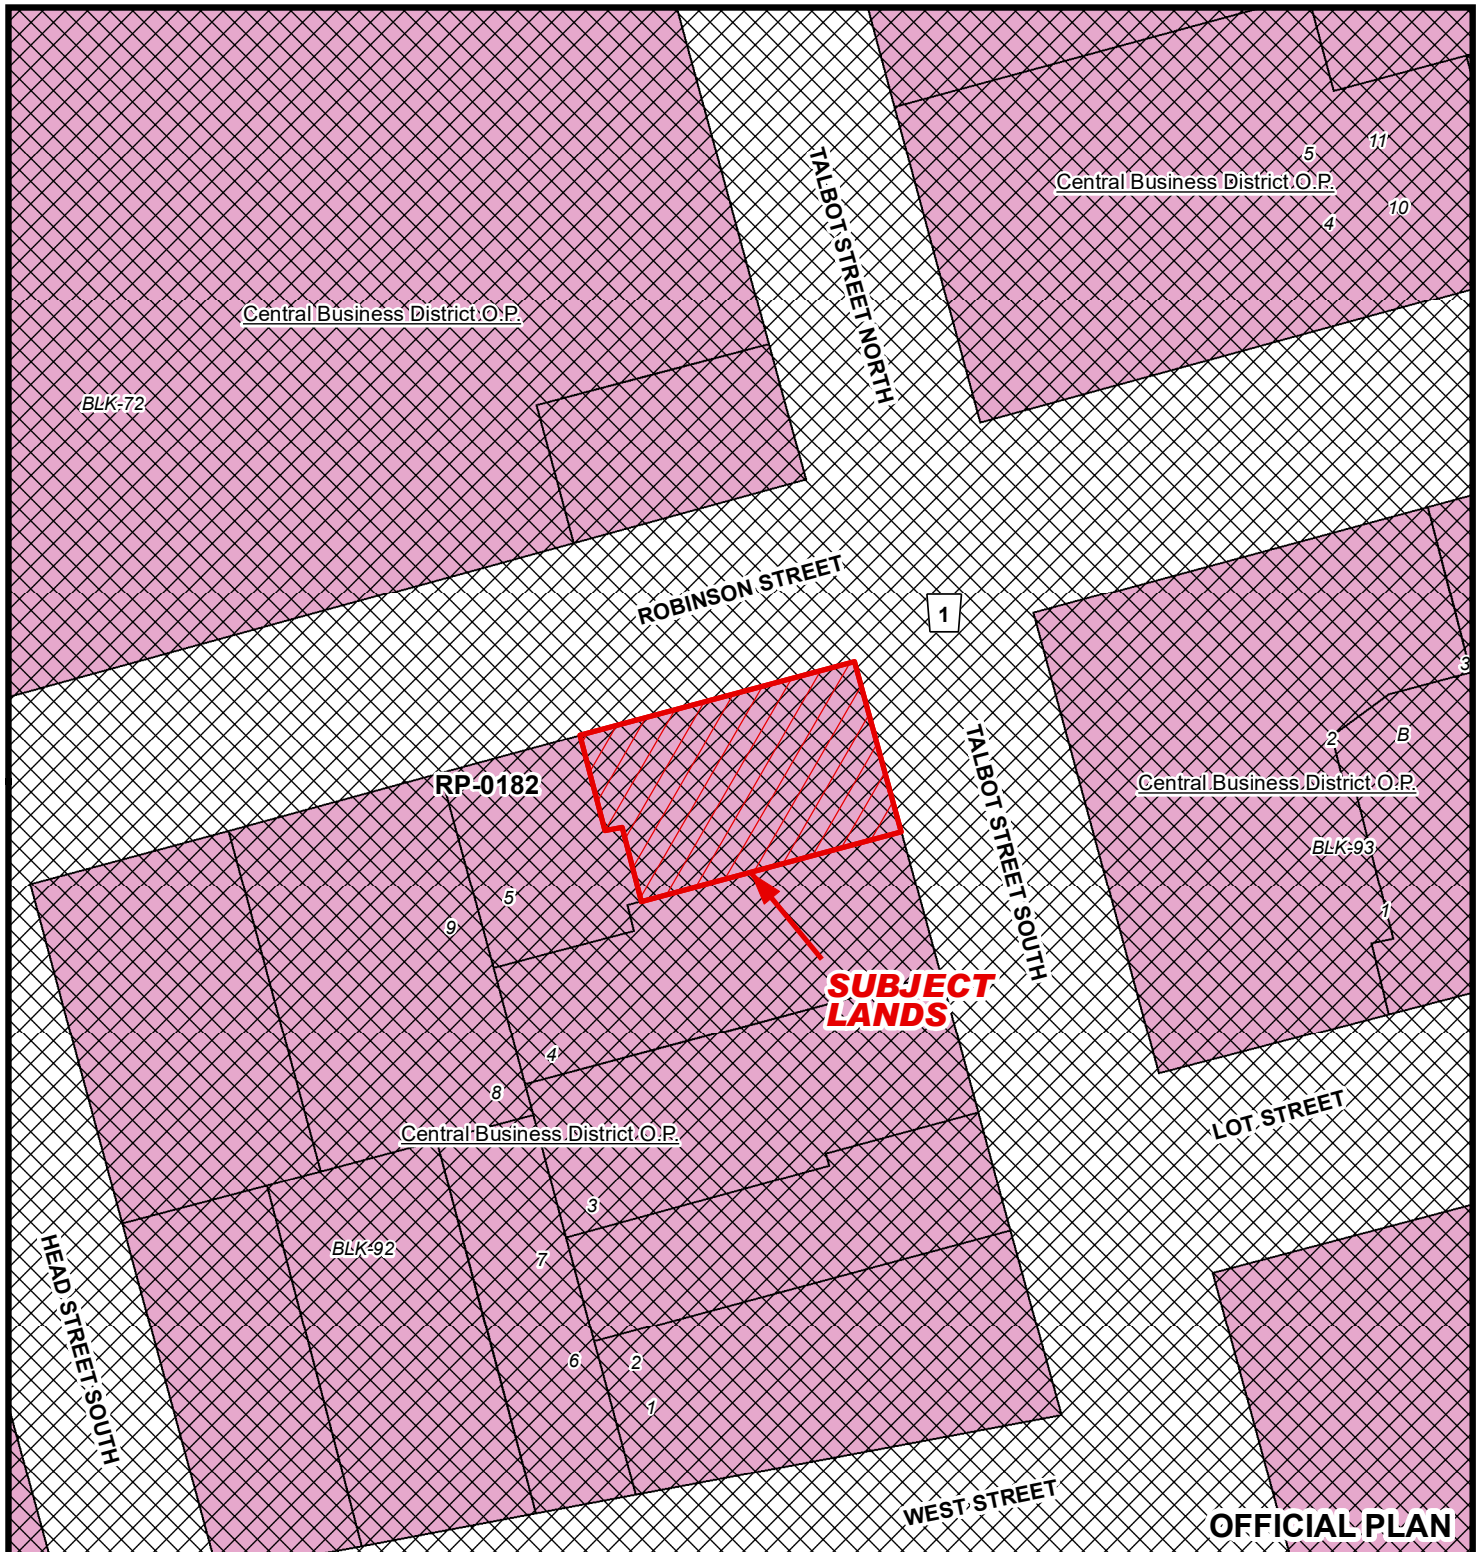 11
5
Central Business District O.P.
10
4
TALBOT STREET NORTH
Central Business District O.P.
BLK-72
ROBINSON STREET
1
3
TALBOT STREET SOUTH
2
B
RP-0182
Central Business District O.P.
BLK-93
5
9
1
SUBJECT
LANDS
4
8
LOT STREET
Central Business District O.P.
3
BLK-92
7
HEAD STREET SOUTH
6
2
1
WEST STREET
OFFICIAL PLAN